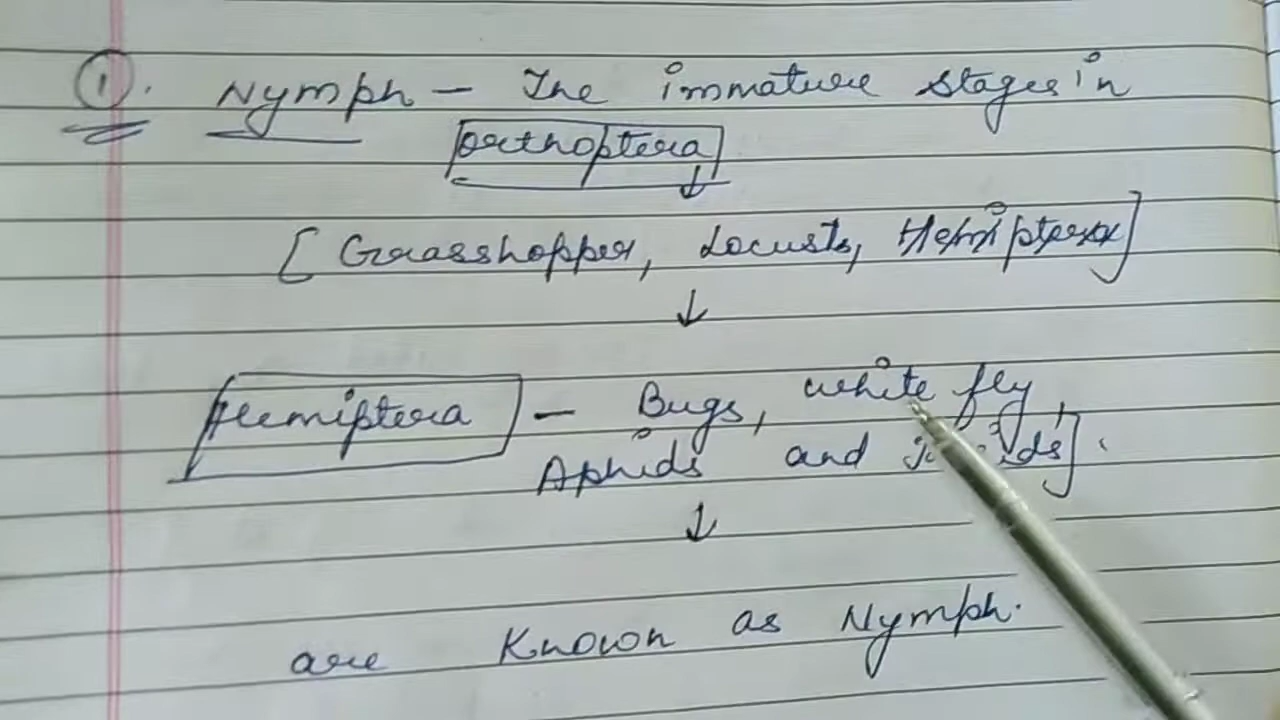 1. Nymph - The immature stages in
Orthoptera
↓
[Grasshopper, Locusts, Hemiptera]
↓
Hemiptera - Bugs, white fly,
Aphids and ].
↓
are Known as Nymph.